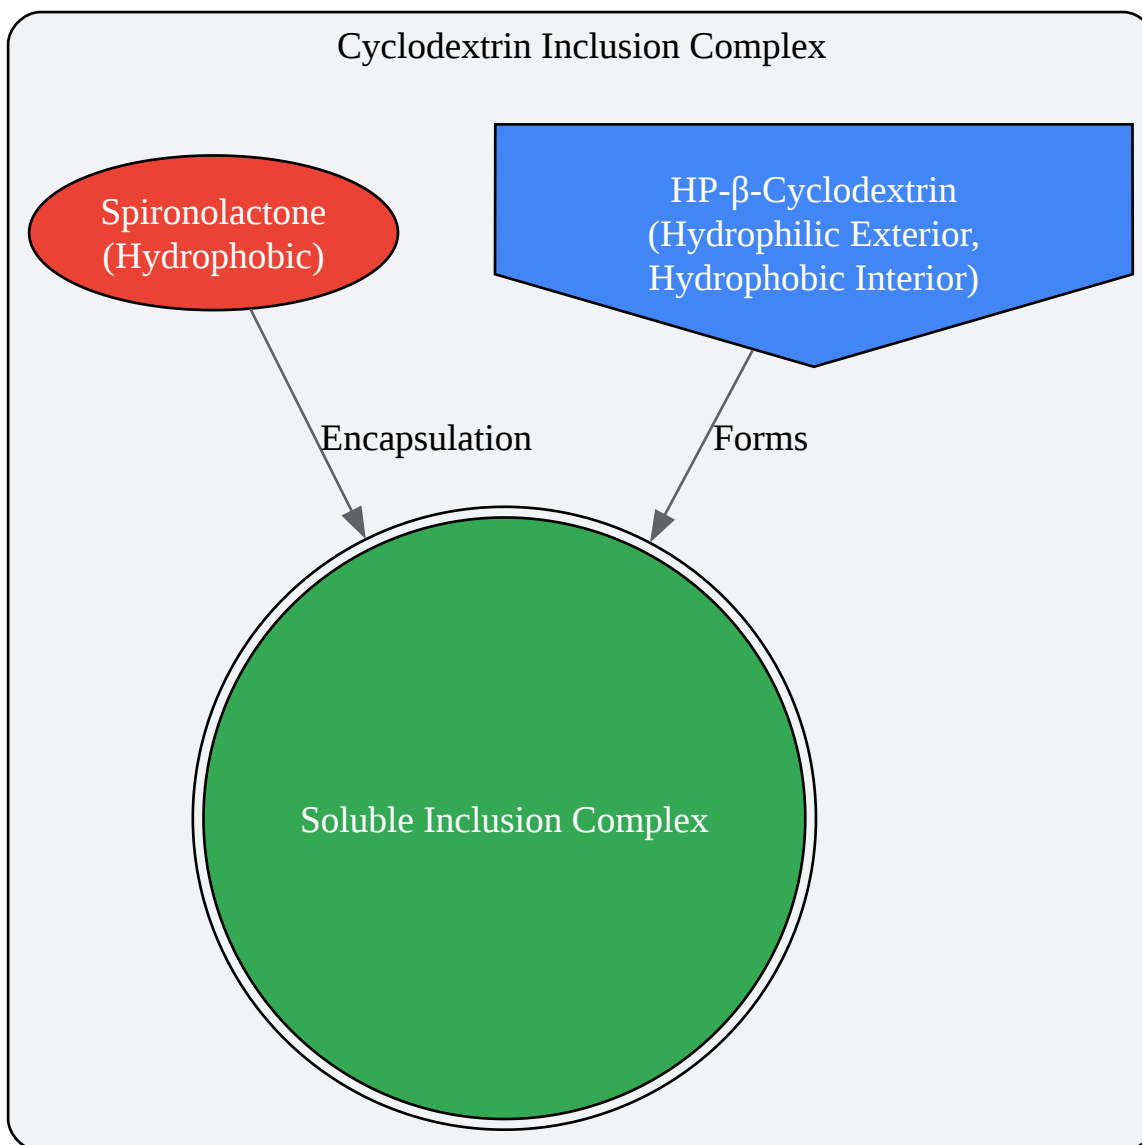 Cyclodextrin Inclusion Complex
Spironolactone
(Hydrophobic)
HP-β-Cyclodextrin
(Hydrophilic Exterior,
Hydrophobic Interior)
Encapsulation
Forms
Soluble Inclusion Complex